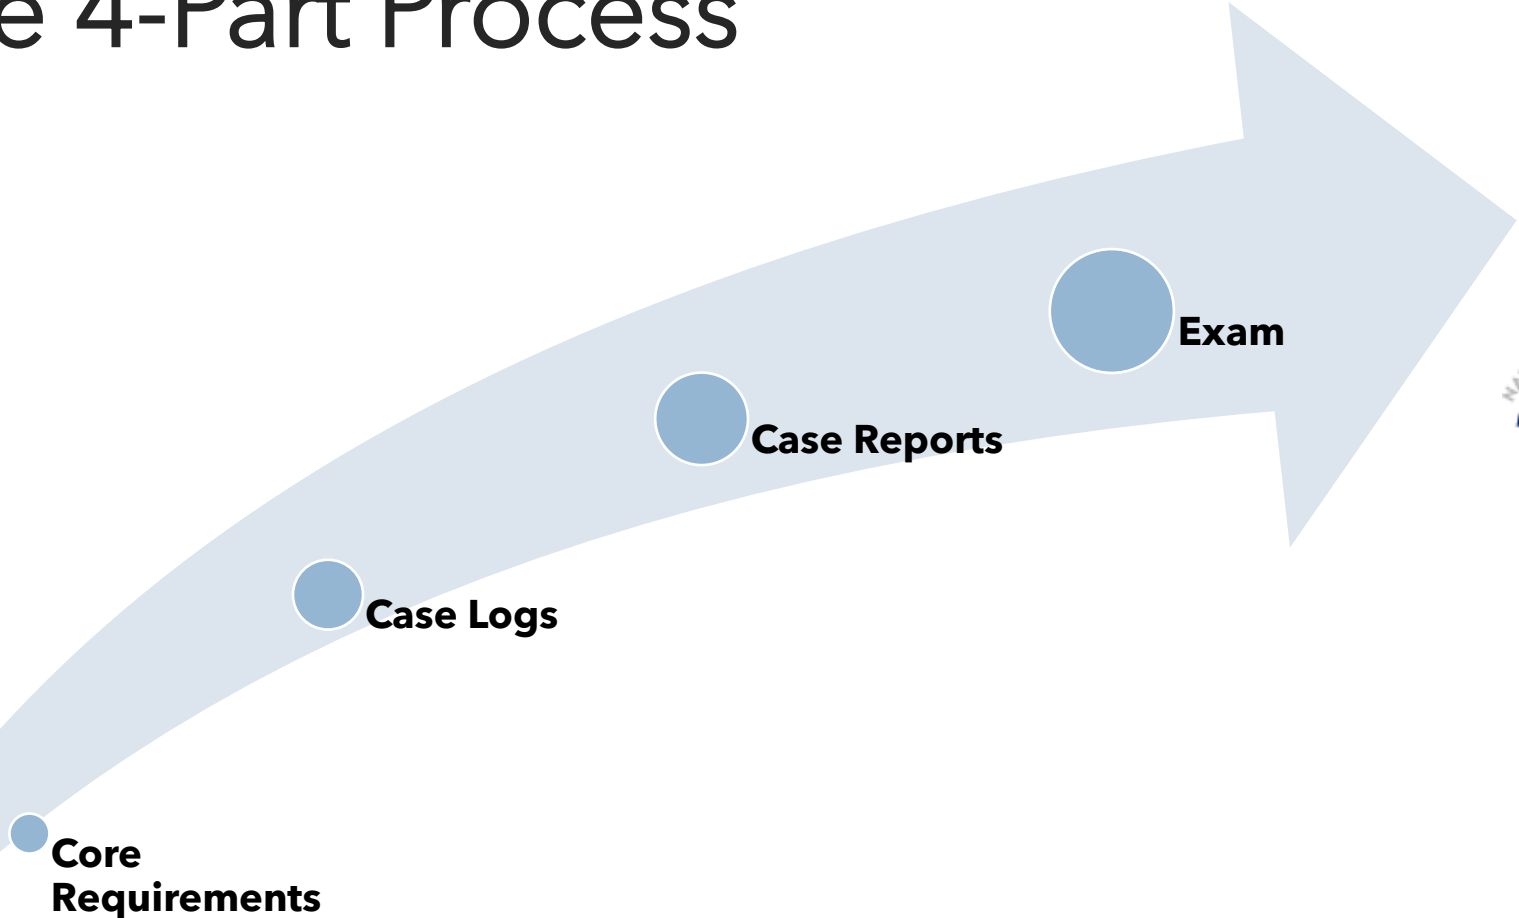 e 4-Part Process
Exam
Case Reports
Case Logs
Core
Requirements